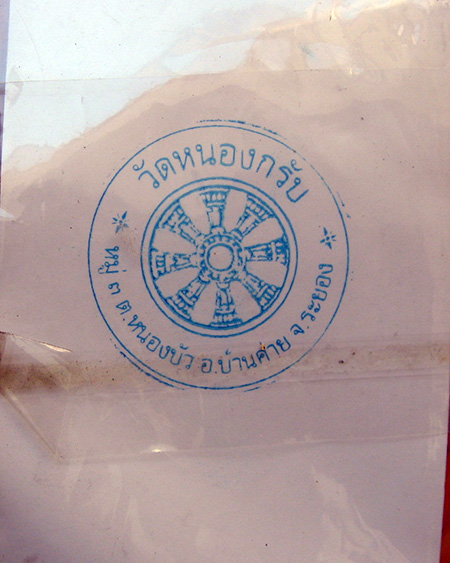 วัดหนองกรับ
หมู่ ๓ ต.หนองบัว อ.บ้านค่าย จ.ระยอง